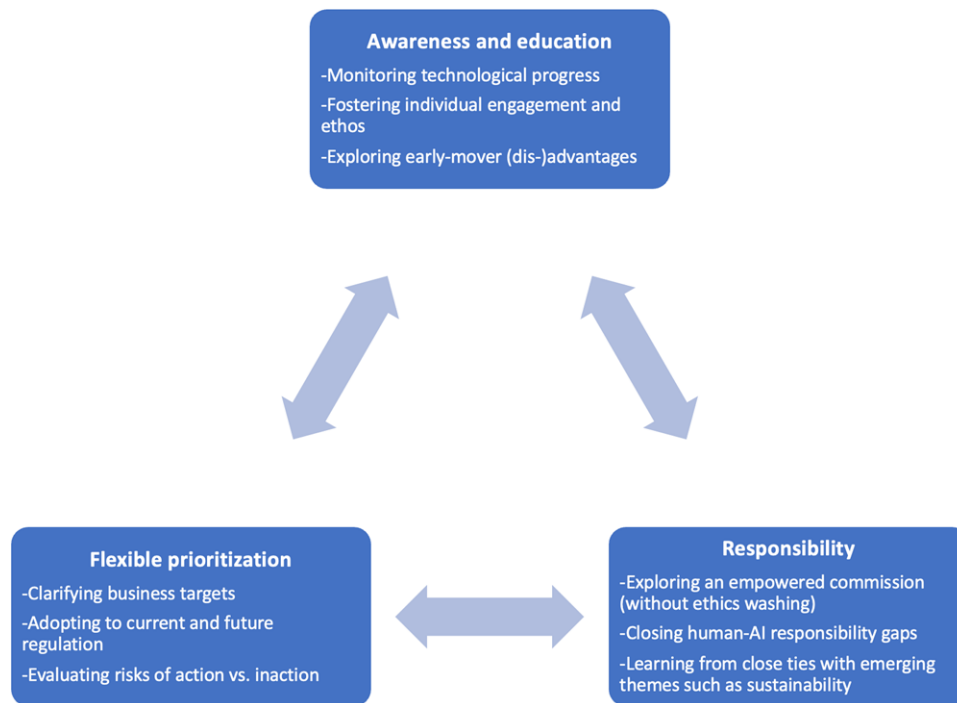 Awareness and education
-Monitoring technological progress
-Fostering individual engagement and
ethos
-Exploring early-mover (dis-)advantages
Flexible prioritization
-Clarifying business targets
-Adopting to current and future
regulation
-Evaluating risks of action vs. inaction
Responsibility
-Exploring an empowered commission
(without ethics washing)
-Closing human-AI responsibility gaps
-Learning from close ties with emerging
themes such as sustainability